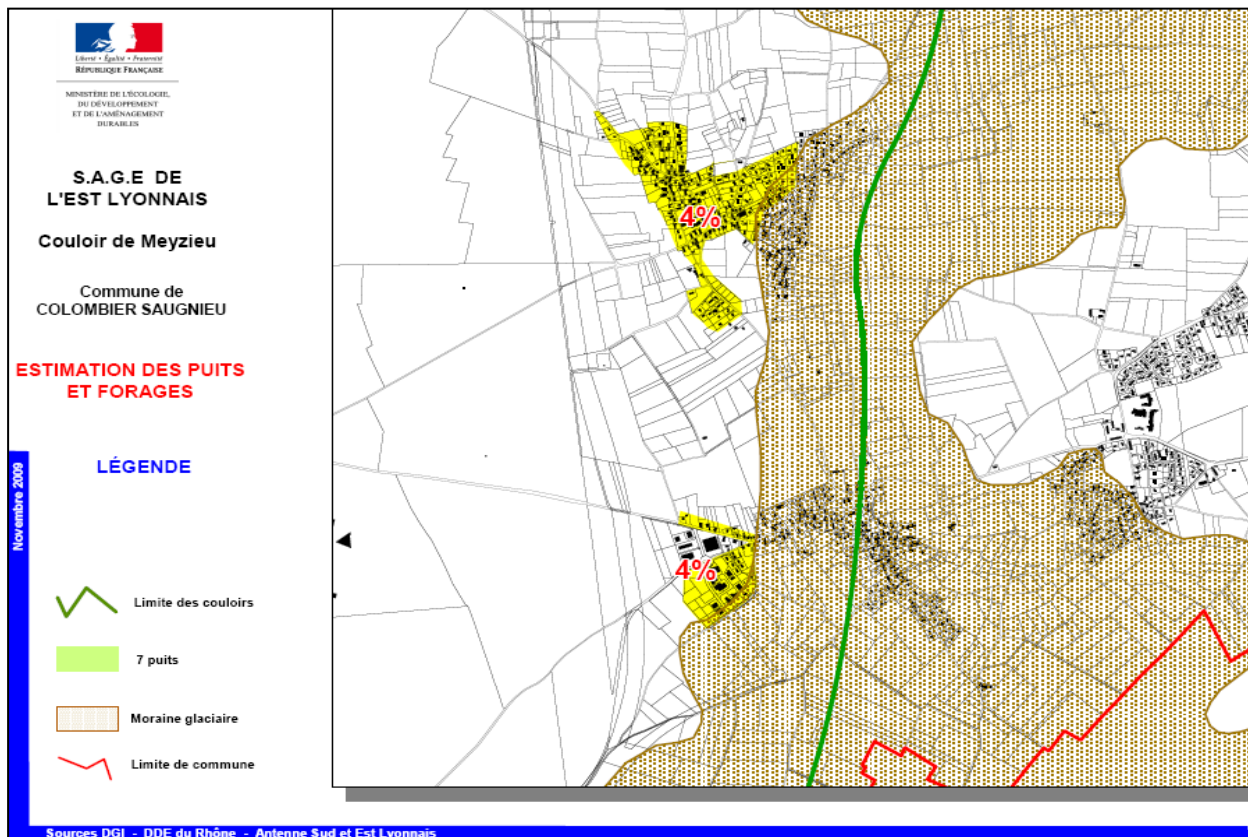 Liberté • Égalité • Fraternité
RÉPUBLIQUE FRANÇAISE
MINISTÈRE DE L'ÉCOLOGIE,
DU DÉVELOPPEMENT
ET DE L'AMÉNAGEMENT
DURABLES
S.A.G.E DE
L'EST LYONNAIS
Couloir de Meyzieu
Commune de
COLOMBIER SAUGNIEU
ESTIMATION DES PUITS
ET FORAGES
LÉGENDE
Novembre 2009
Limite des couloirs
7 puits
Moraine glaciaire
Limite de commune
4%
4%
Sources DGI - DDE du Rhône - Antenne Sud et Est Lyonnais